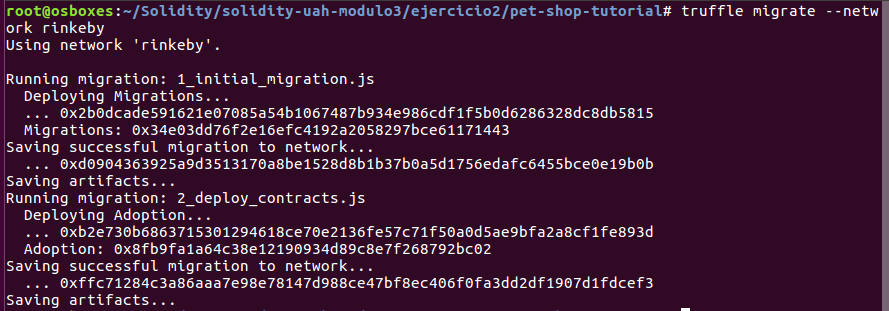 root@osboxes:~/Solidity/solidity-uah-modulo3/ejercicio2/pet-shop-tutorial# truffle migrate --netw
ork rinkeby
Using network 'rinkeby'.
Running migration: 1_initial_migration.js
  Deploying Migrations...
  ... 0x2b0dcade591621e07085a54b1067487b934e986cdf1f5b0d6286328dc8db5815
  Migrations: 0x34e03dd76f2e16efc4192a2058297bce61171443
Saving successful migration to network...
  ... 0xd0904363925a9d3513170a8be1528d8b1b37b0a5d1756edafc6455bce0e19b0b
Saving artifacts...
Running migration: 2_deploy_contracts.js
  Deploying Adoption...
  ... 0xb2e730b6863715301294618ce70e2136fe57c71f50a0d5ae9bfa2a8cf1fe893d
  Adoption: 0x8fb9fa1a64c38e12190934d89c8e7f268792bc02
Saving successful migration to network...
  ... 0xffc71284c3a86aaa7e98e78147d988ce47bf8ec406f0fa3dd2df1907d1fdcef3
Saving artifacts...